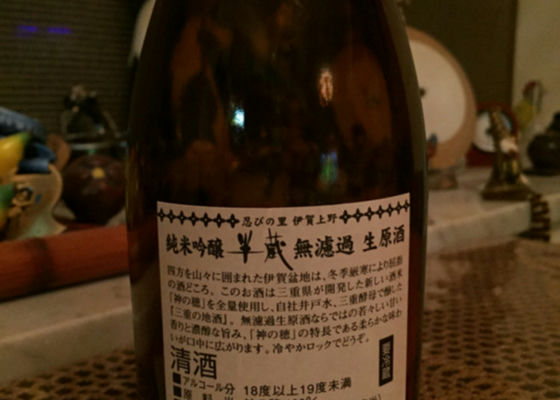 忍びの里 伊賀上野
純米吟醸 半蔵 無濾過 生原酒
四方を山々に囲まれた伊賀盆地は、冬季厳寒により屈指
の酒どころ。このお酒は三重県が開発した新しい酒米
「神の穂」を全量使用し、自社井戸水、三重酵母で醸した
「三重の地酒」。無濾過生原酒ならではの若々しい甘い
香りと濃醇な旨み、「神の穂」の特長である柔らかな味わ
いが口中に広がります。冷やかロックでどうぞ。
要冷蔵
清酒
■アルコール分 18度以上19度未満